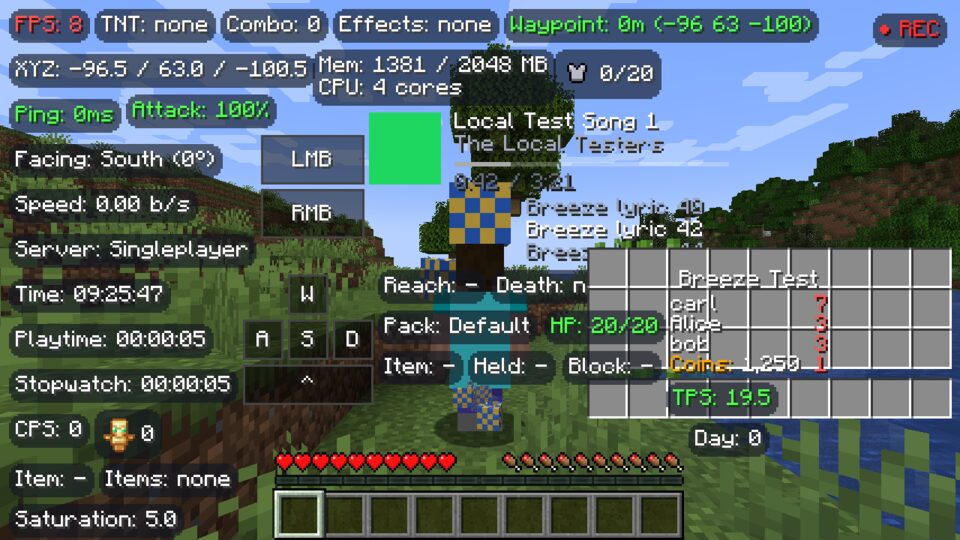 FPS: 8 TNT: none Combo: 0 Effects: none Waypoint: 0m (-96 63 -100) • REC
XYZ: -96.5 / 63.0 / -100.5 Mem: 1381 / 2048 MB
CPU: 4 cores
0/20
Ping: 0ms Attack: 100%
Local Test Song 1
The Local Testers
0:42 / 3:21
Facing: South (0°)
LMB
Speed: 0.00 b/s
RMB
Breeze lyric
Breeze lyric 42
Breeze lyric
Server: Singleplayer
Time: 09:25:47
W
Reach: - Death: n
Breeze Test
carl 7
Alice 3
bob 3
Coins: 1,250 1
Playtime: 00:00:05
A S D
Pack: Default HP: 20/20
Item: - Held: - Block: -
Stopwatch: 00:00:05
^
TPS: 19.5
CPS: 0
0
Day: 0
Item: - Items: none
Saturation: 5.0